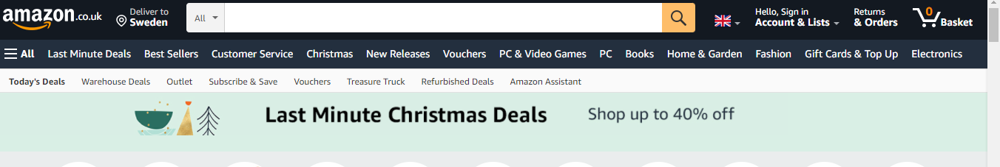 amazon.co.uk
Deliver to
Sweden
All
Hello, Sign in
Account & Lists
Returns
& Orders
0
Basket
All Last Minute Deals Best Sellers Customer Service Christmas New Releases Vouchers PC & Video Games PC Books Home & Garden Fashion Gift Cards & Top Up Electronics
Today's Deals Warehouse Deals Outlet Subscribe & Save Vouchers Treasure Truck Refurbished Deals Amazon Assistant
Last Minute Christmas Deals Shop up to 40% off